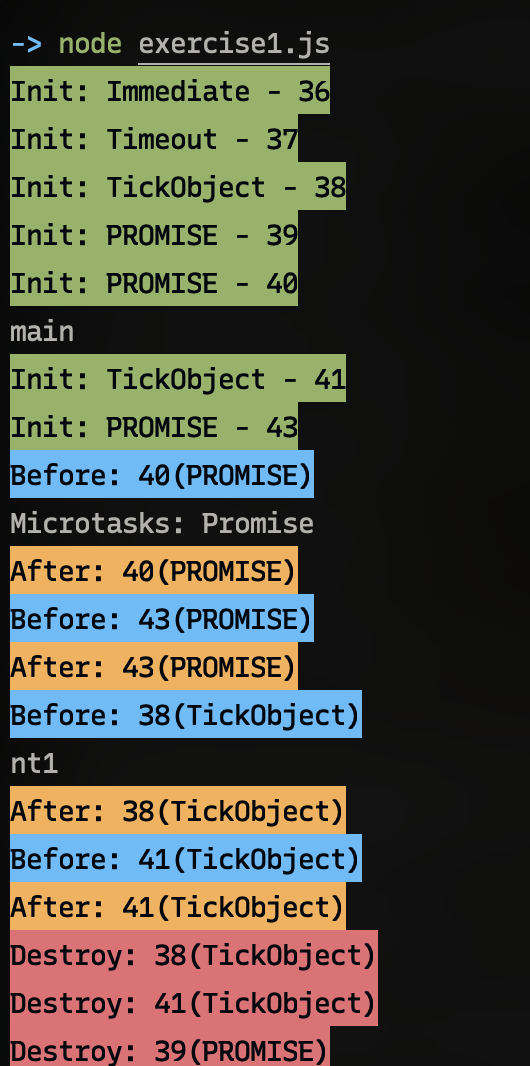 -> node exercise1.js
Init: Immediate - 36
Init: Timeout - 37
Init: TickObject - 38
Init: PROMISE - 39
Init: PROMISE - 40
main
Init: TickObject - 41
Init: PROMISE - 43
Before: 40(PROMISE)
Microtasks: Promise
After: 40(PROMISE)
Before: 43(PROMISE)
After: 43(PROMISE)
Before: 38(TickObject)
nt1
After: 38(TickObject)
Before: 41(TickObject)
After: 41(TickObject)
Destroy: 38(TickObject)
Destroy: 41(TickObject)
Destroy: 39(PROMISE)